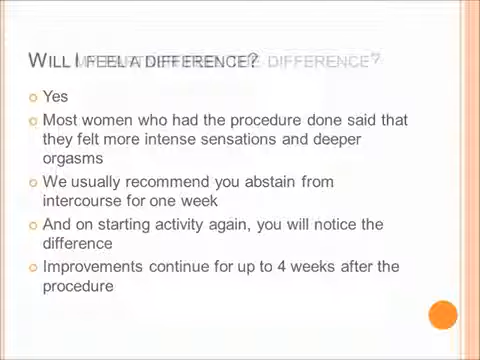 WILL I FEEL A DIFFERENCE?
Yes
Most women who had the procedure done said that
they felt more intense sensations and deeper
orgasms
We usually recommend you abstain from
intercourse for one week
And on starting activity again, you will notice the
difference
Improvements continue for up to 4 weeks after the
procedure